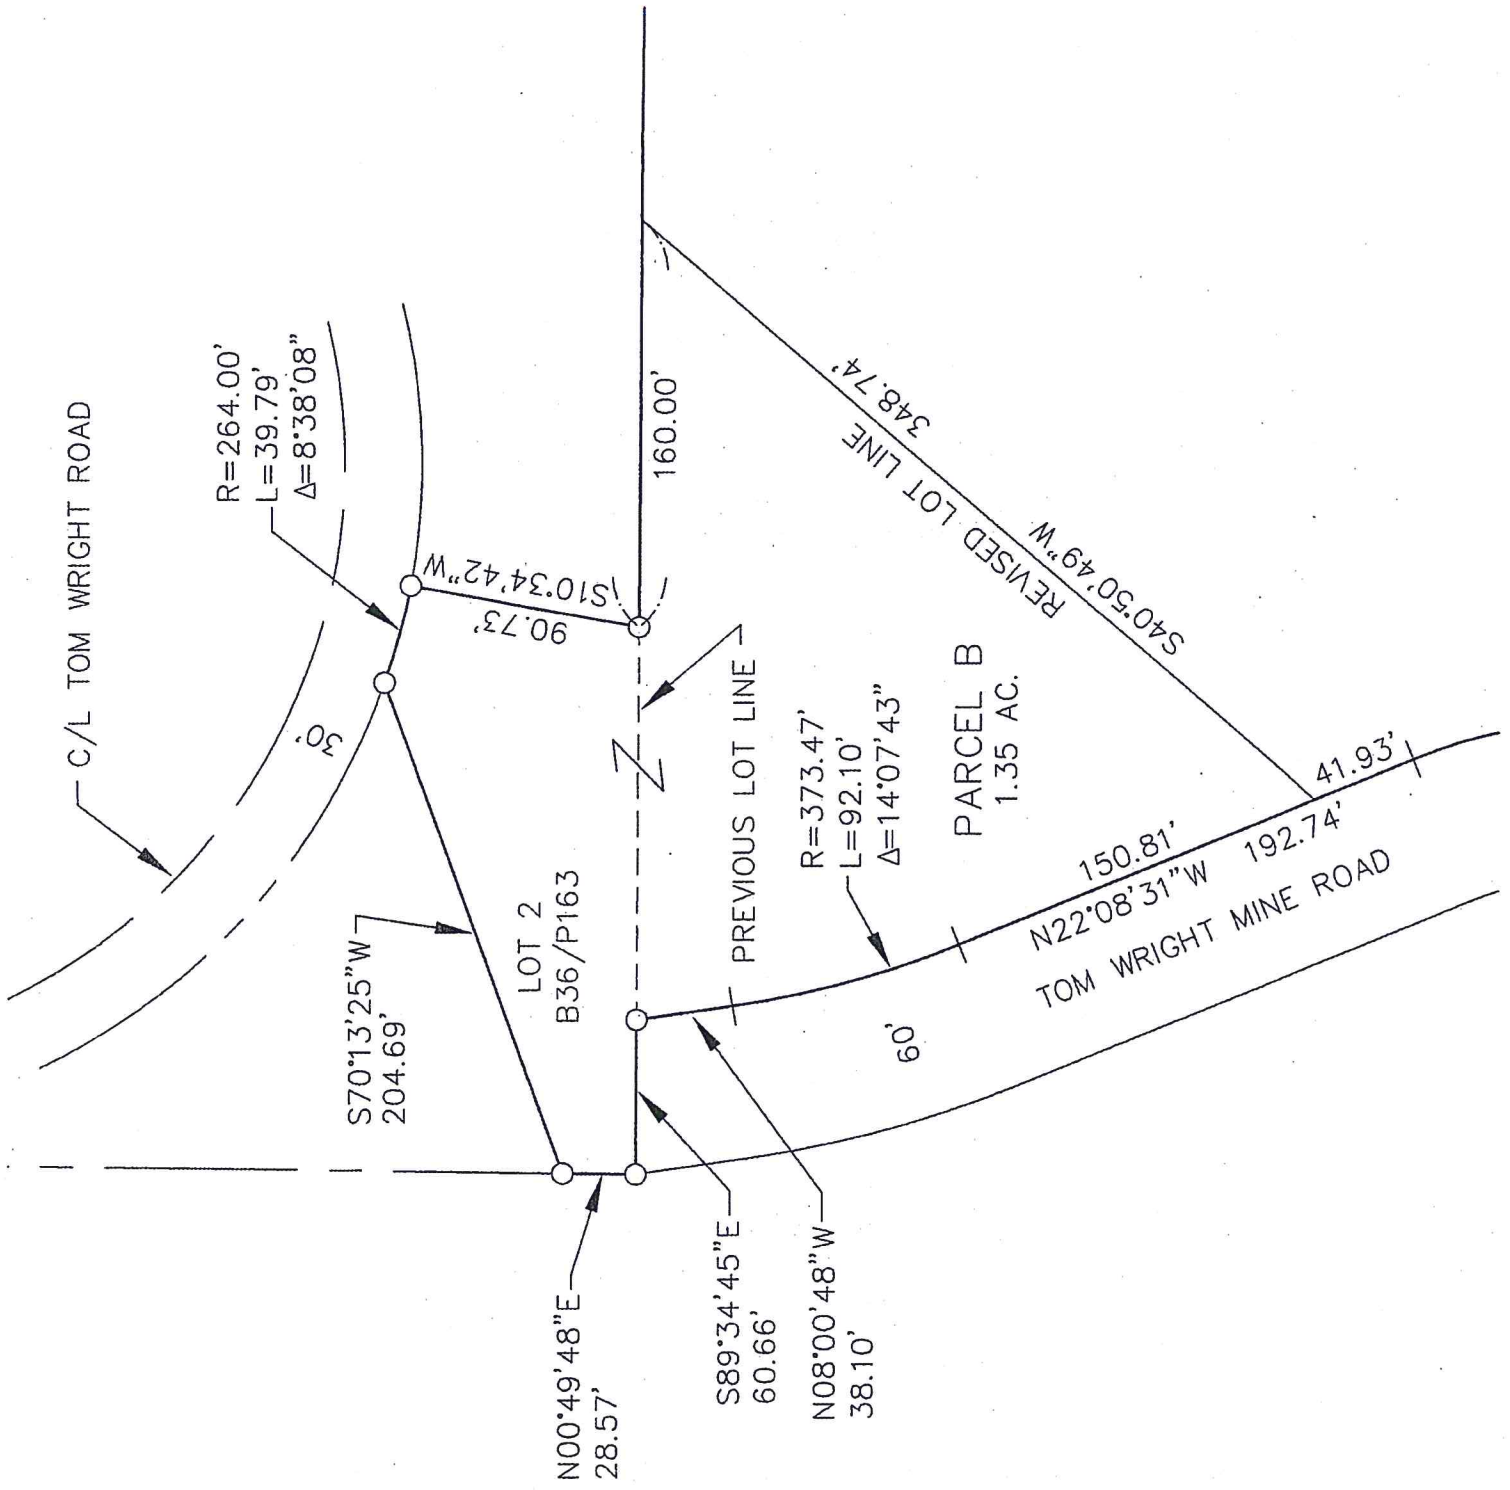 C/L TOM WRIGHT ROAD
R=264.00'
L=39.79'
Δ=8°38'08"
30'
S10°34'42"W
90.73'
160.00'
S70°13'25"W
204.69'
LOT 2
B36/P163
PREVIOUS LOT LINE
348.74'
REVISED LOT LINE
S40°50'49"W
R=373.47'
L=92.10'
Δ=14°07'43"
PARCEL B
1.35 AC.
41.93'
150.81'
192.74'
N22°08'31"W
TOM WRIGHT MINE ROAD
60'
N00°49'48"E
28.57'
S89°34'45"E
60.66'
N08°00'48"W
38.10'